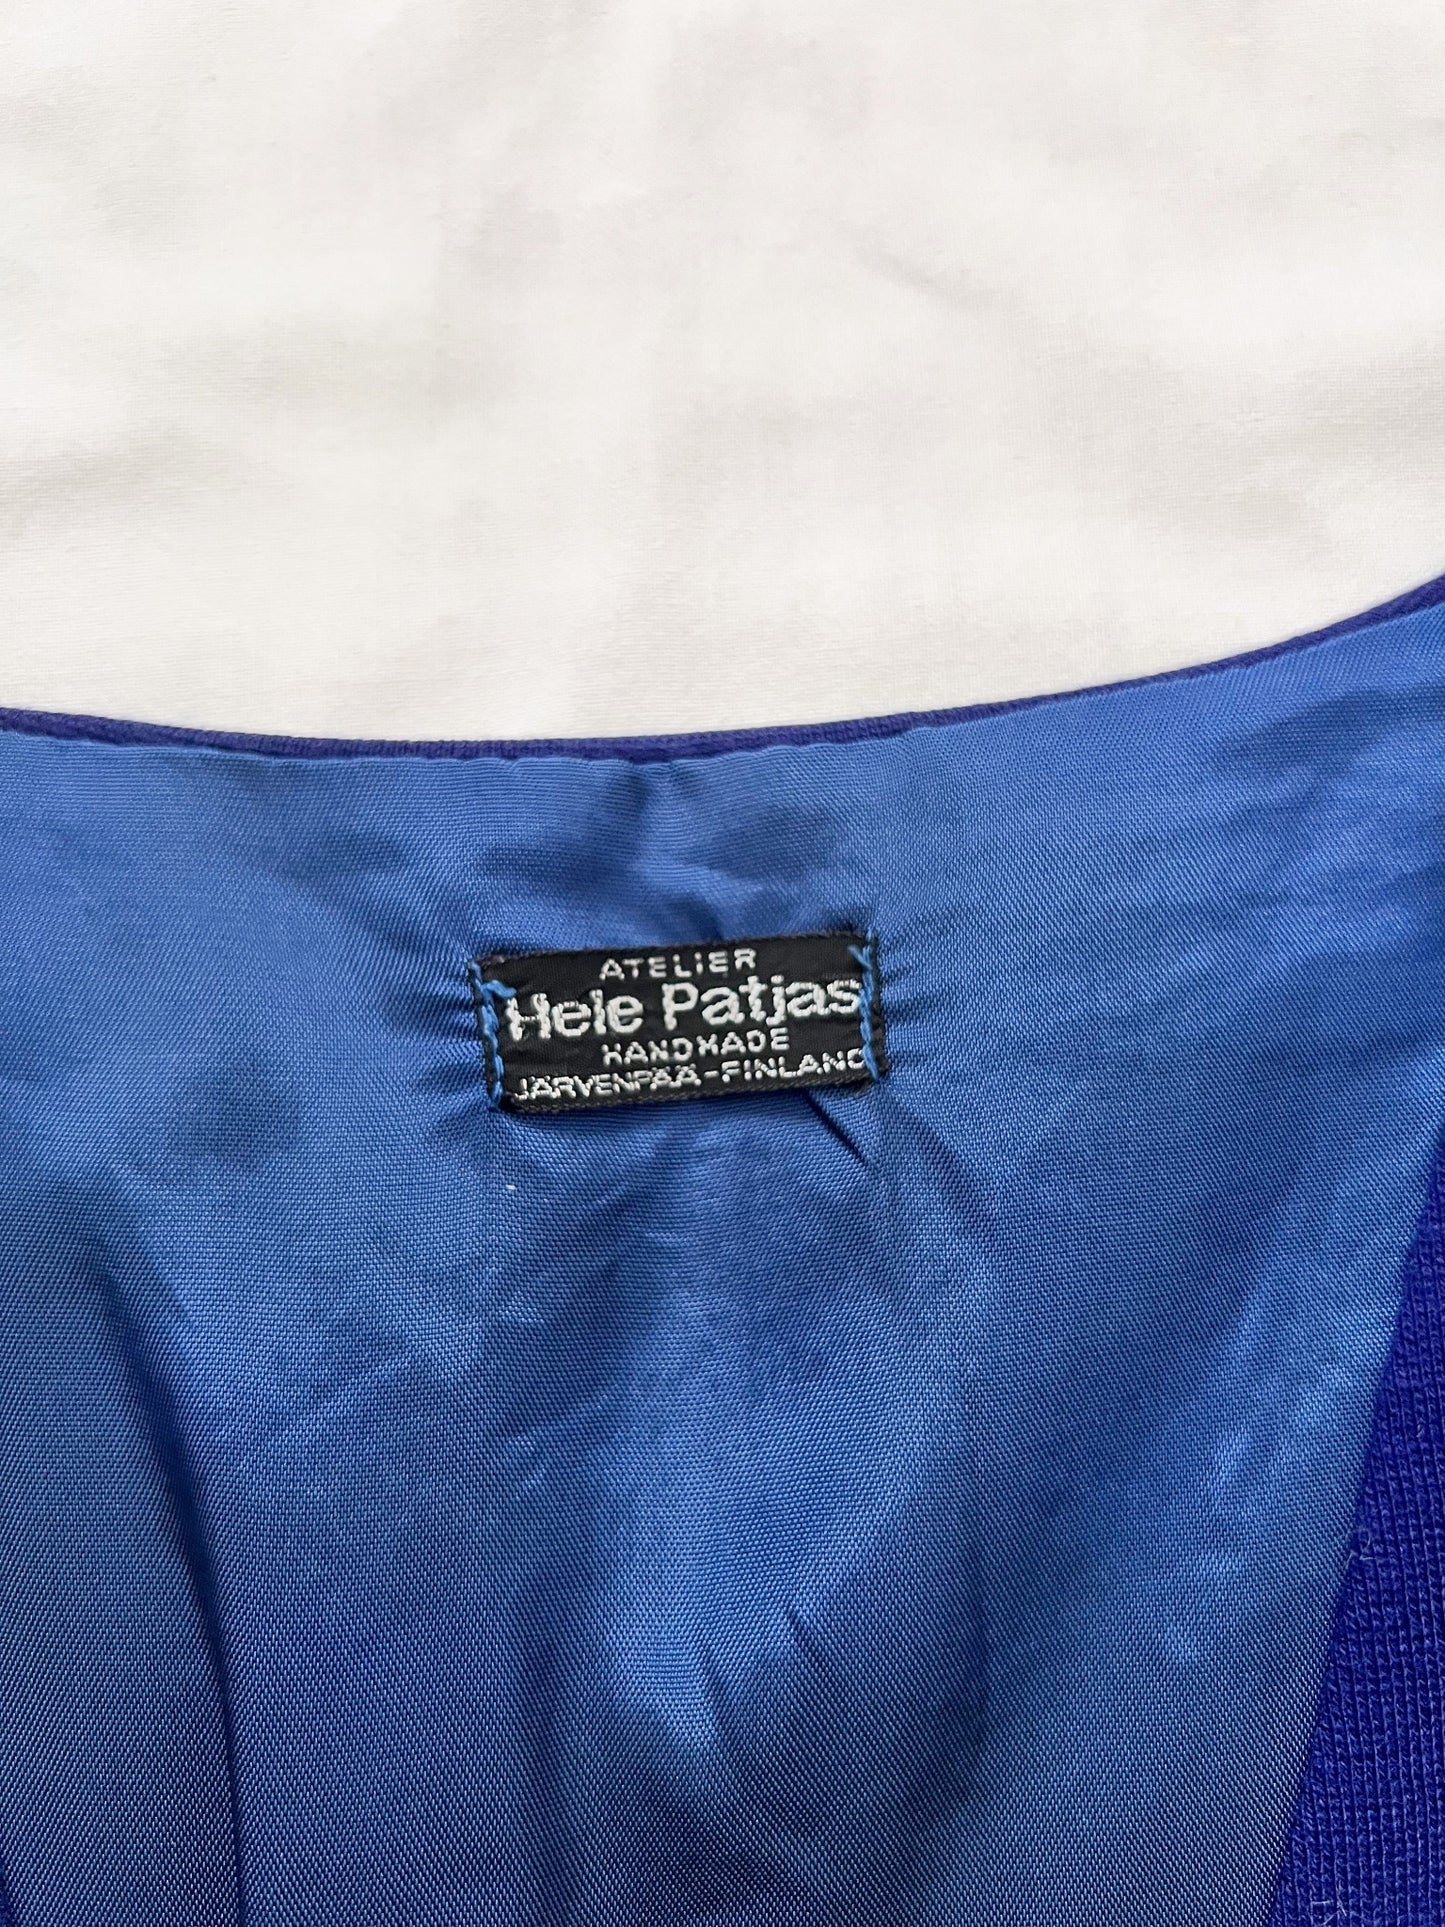 ATELIER
Hele Patjas
HANDMADE
JÄRVENPÄÄ-FINLAND